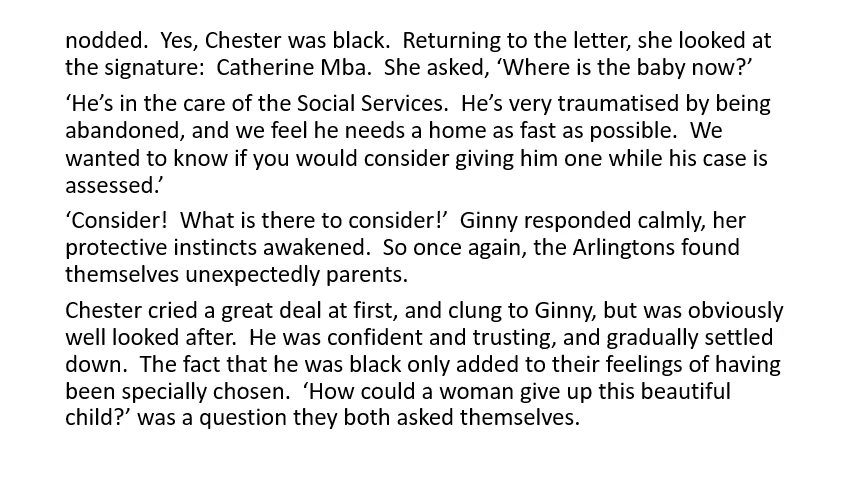 nodded.  Yes, Chester was black.  Returning to the letter, she looked at
the signature:  Catherine Mba.  She asked, ‘Where is the baby now?’
‘He’s in the care of the Social Services.  He’s very traumatised by being
abandoned, and we feel he needs a home as fast as possible.  We
wanted to know if you would consider giving him one while his case is
assessed.’
‘Consider!  What is there to consider!’  Ginny responded calmly, her
protective instincts awakened.  So once again, the Arlingtons found
themselves unexpectedly parents.
Chester cried a great deal at first, and clung to Ginny, but was obviously
well looked after.  He was confident and trusting, and gradually settled
down.  The fact that he was black only added to their feelings of having
been specially chosen.  ‘How could a woman give up this beautiful
child?’ was a question they both asked themselves.